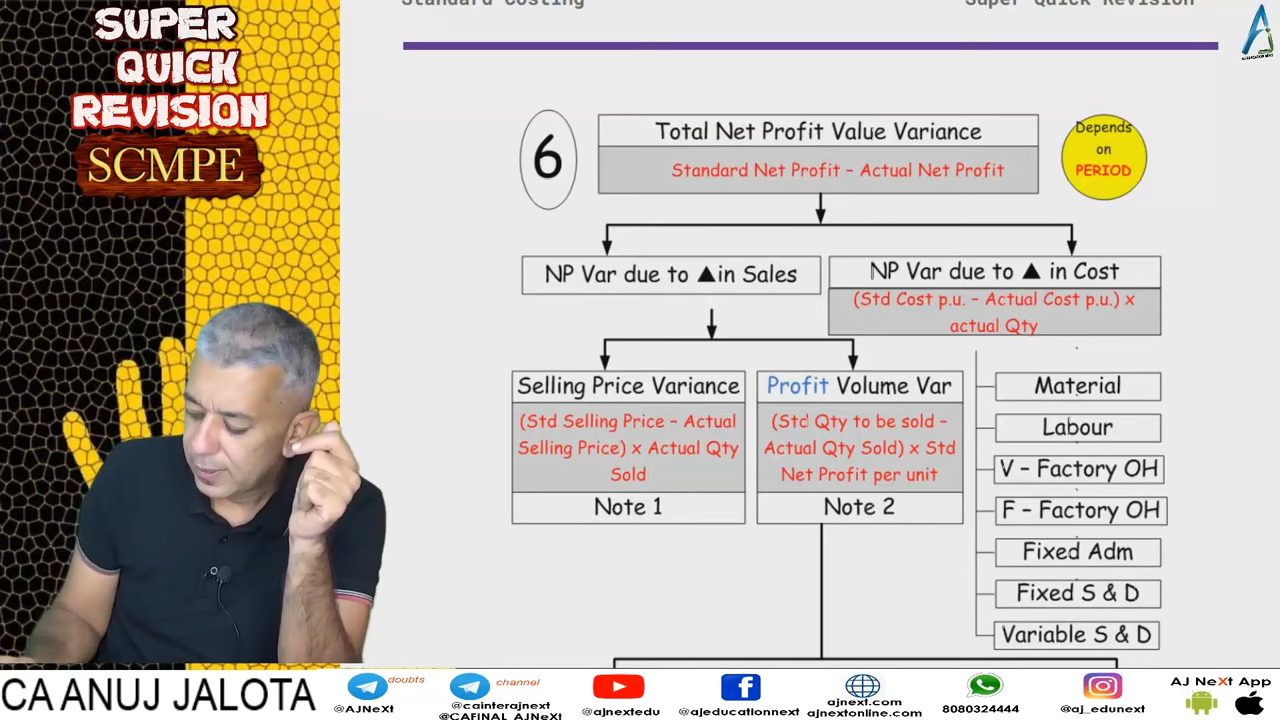 Standard Costing
Super Quick Revision
SUPER
QUICK
REVISION
SCMPE
6
Total Net Profit Value Variance
Standard Net Profit - Actual Net Profit
Depends
on
PERIOD
NP Var due to ▲in Sales
NP Var due to ▲ in Cost
(Std Cost p.u. - Actual Cost p.u.) x
actual Qty
Selling Price Variance
(Std Selling Price - Actual
Selling Price) x Actual Qty
Sold
Note 1
Profit Volume Var
(Std Qty to be sold -
Actual Qty Sold) x Std
Net Profit per unit
Note 2
Material
Labour
V - Factory OH
F - Factory OH
Fixed Adm
Fixed S & D
Variable S & D
CA ANUJ JALOTA
doubts
@AJNeXt
channel
@cainterajnext
@CAFINAL_AJNeXt
@ajnextedu
@ajeducationnext
ajnext.com
ajnextonline.com
8080324444
@aj_edunext
AJ NeXt App